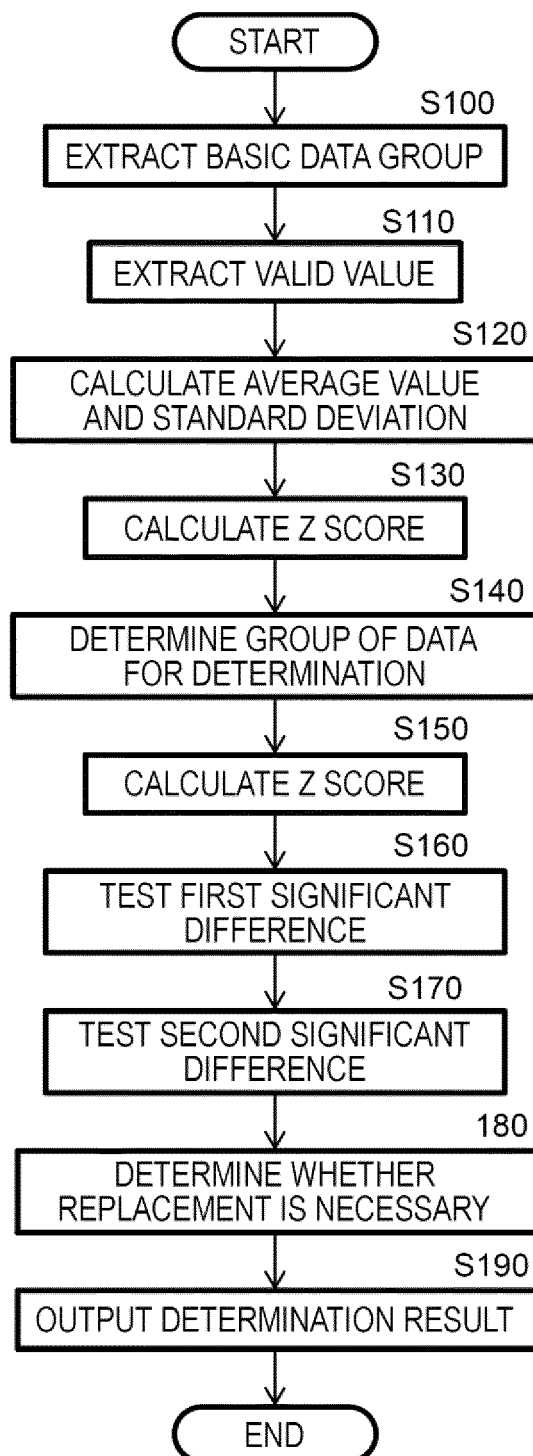 START
S100
EXTRACT BASIC DATA GROUP
S110
EXTRACT VALID VALUE
S120
CALCULATE AVERAGE VALUE
AND STANDARD DEVIATION
S130
CALCULATE Z SCORE
S140
DETERMINE GROUP OF DATA
FOR DETERMINATION
S150
CALCULATE Z SCORE
S160
TEST FIRST SIGNIFICANT
DIFFERENCE
S170
TEST SECOND SIGNIFICANT
DIFFERENCE
180
DETERMINE WHETHER
REPLACEMENT IS NECESSARY
S190
OUTPUT DETERMINATION RESULT
END